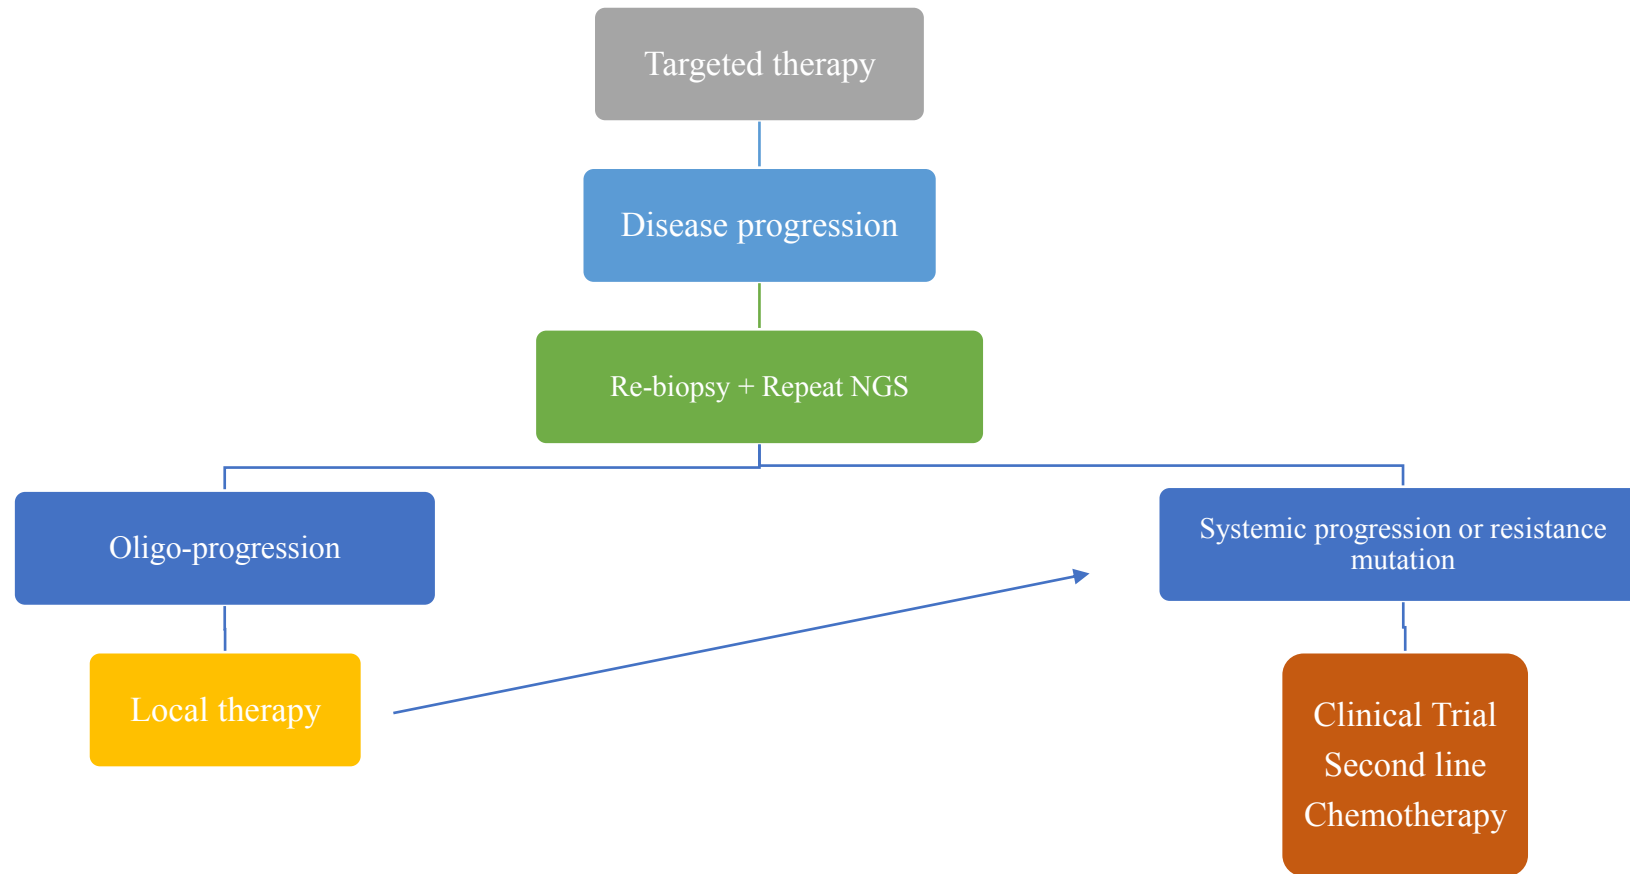 Targeted therapy
Disease progression
Re-biopsy + Repeat NGS
Oligo-progression
Systemic progression or resistance
mutation
Local therapy
Clinical Trial
Second line
Chemotherapy